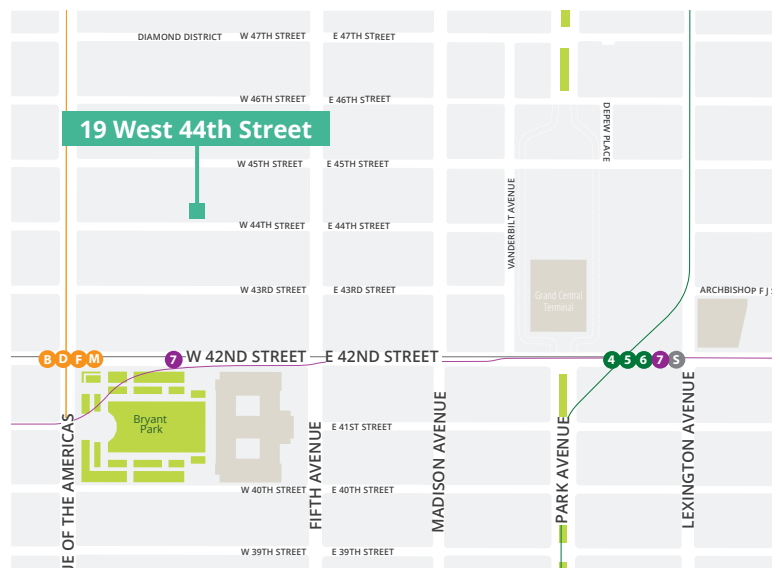 DIAMOND DISTRICT
W 47TH STREET
E 47TH STREET
W 46TH STREET
E 46TH STREET
DEPEW PLACE
19 West 44th Street
W 45TH STREET
E 45TH STREET
VANDERBILT AVENUE
W 44TH STREET
E 44TH STREET
W 43RD STREET
E 43RD STREET
Grand Central
Terminal
ARCHBISHOP F J S
B D F M
7
W 42ND STREET
E 42ND STREET
4 5 6 7 S
Bryant
Park
UE OF THE AMERICAS
FIFTH AVENUE
E 41ST STREET
MADISON AVENUE
PARK AVENUE
LEXINGTON AVENUE
W 40TH STREET
E 40TH STREET
W 39TH STREET
E 39TH STREET